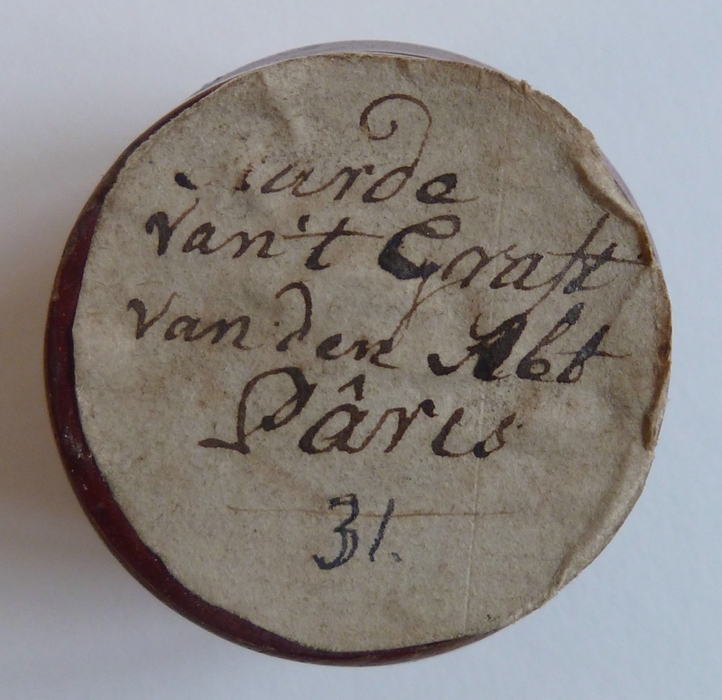 Aarde
van't Graft
van den Abt
Pâris
31.